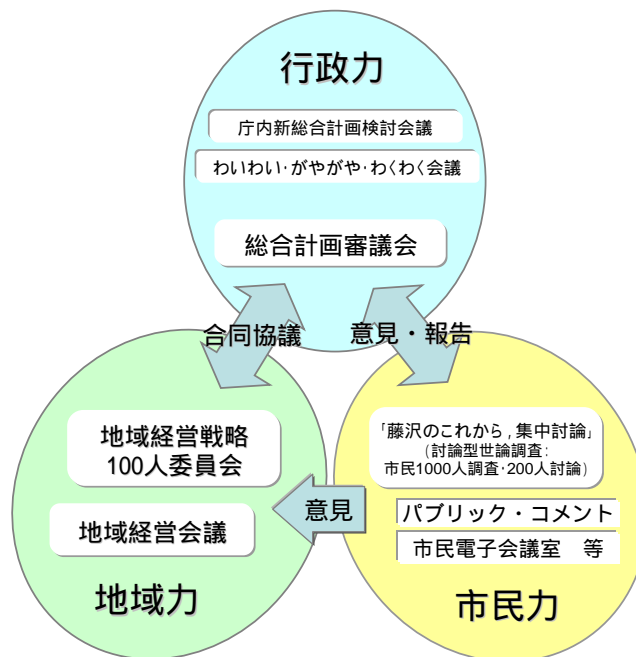 行政力
庁内新総合計画検討会議
わいわい・がやがや・わくわく会議
総合計画審議会
合同協議
意見・報告
地域経営戦略
100人委員会
地域経営会議
地域力
意見
「藤沢のこれから,集中討論」
(討論型世論調査:
市民1000人調査・200人討論)
パブリック・コメント
市民電子会議室　等
市民力